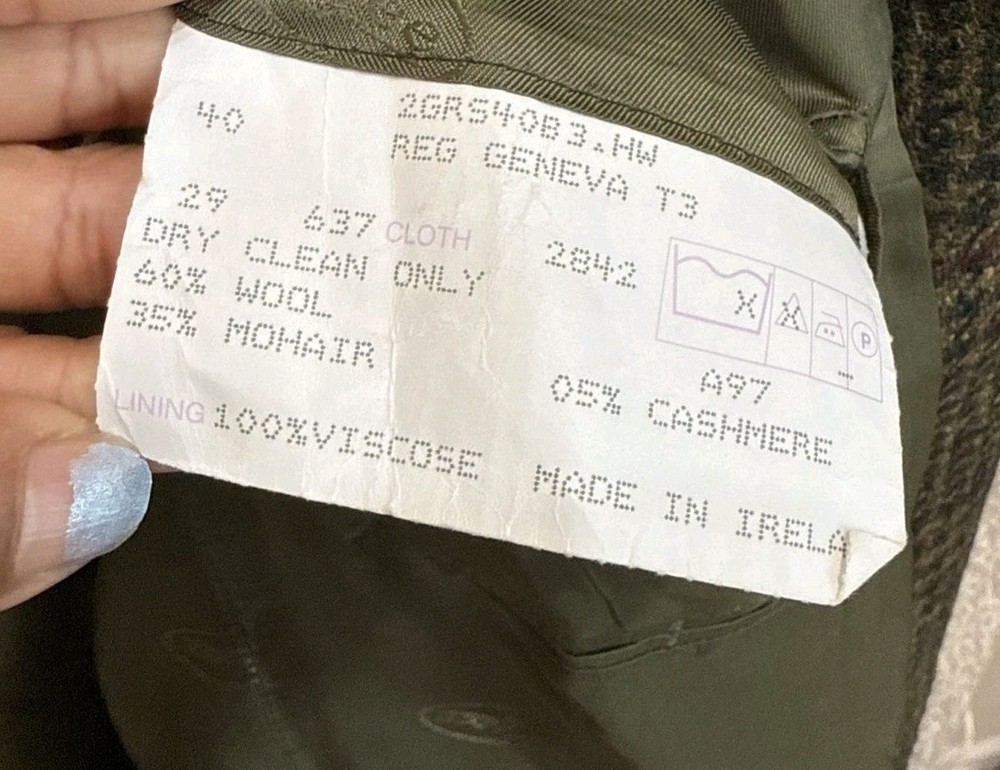 40 2GRS40B3.HW
REG GENEVA T3
29 637 CLOTH 2842
DRY CLEAN ONLY
60% WOOL A97
35% MOHAIR 05% CASHMERE
LINING 100%VISCOSE MADE IN IRELA
X
P